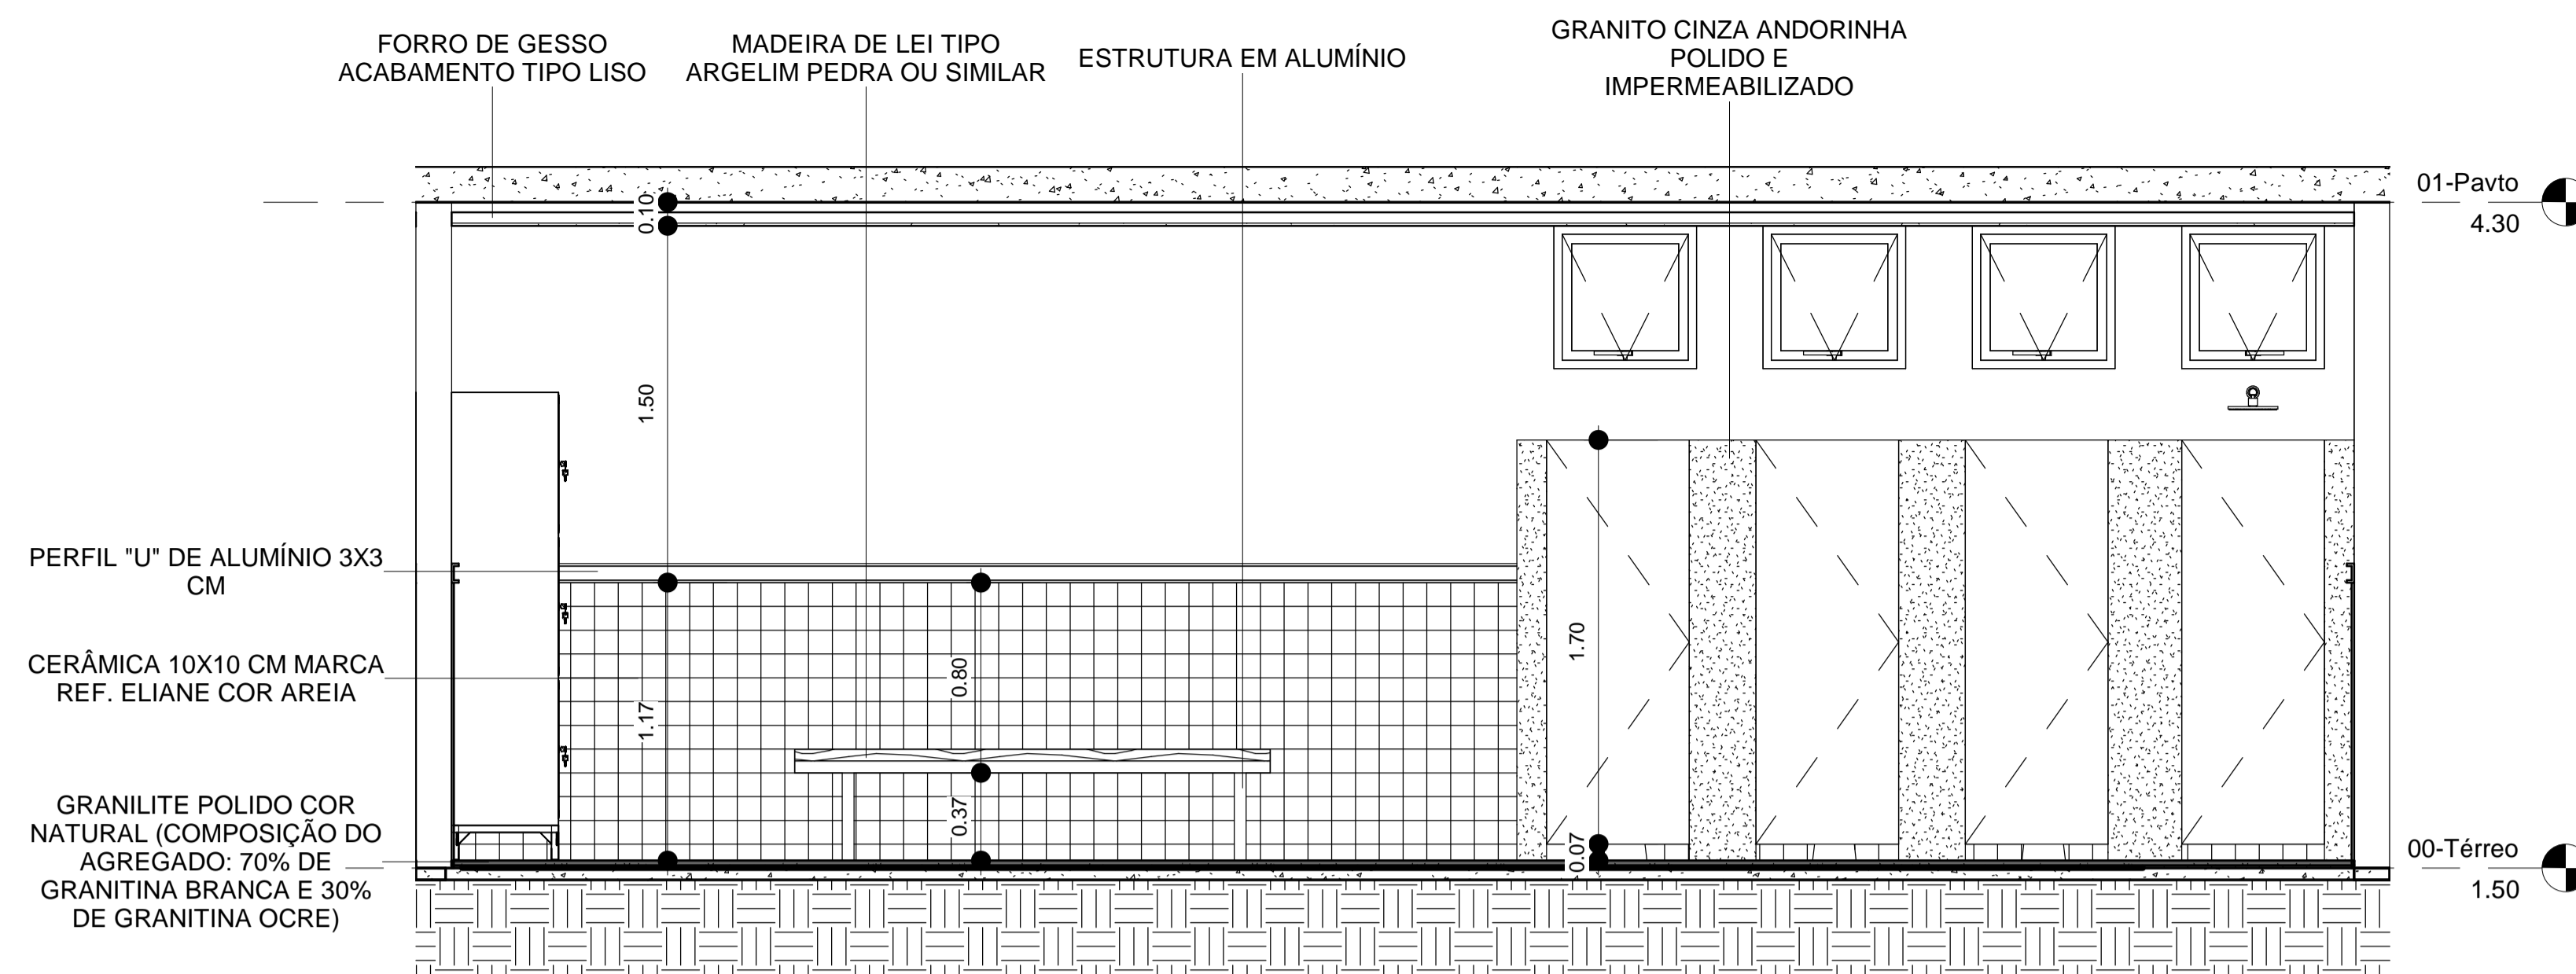 FORRO DE GESSO
ACABAMENTO TIPO LISO
MADEIRA DE LEI TIPO
ARGELIM PEDRA OU SIMILAR
ESTRUTURA EM ALUMÍNIO
GRANITO CINZA ANDORINHA
POLIDO E
IMPERMEABILIZADO
01-Pavto
4.30
0.10
1.50
PERFIL "U" DE ALUMÍNIO 3X3
CM
CERÂMICA 10X10 CM MARCA
REF. ELIANE COR AREIA
1.17
0.80
0.37
1.70
0.07
GRANILITE POLIDO COR
NATURAL (COMPOSIÇÃO DO
AGREGADO: 70% DE
GRANITINA BRANCA E 30%
DE GRANITINA OCRE)
00-Térreo
1.50